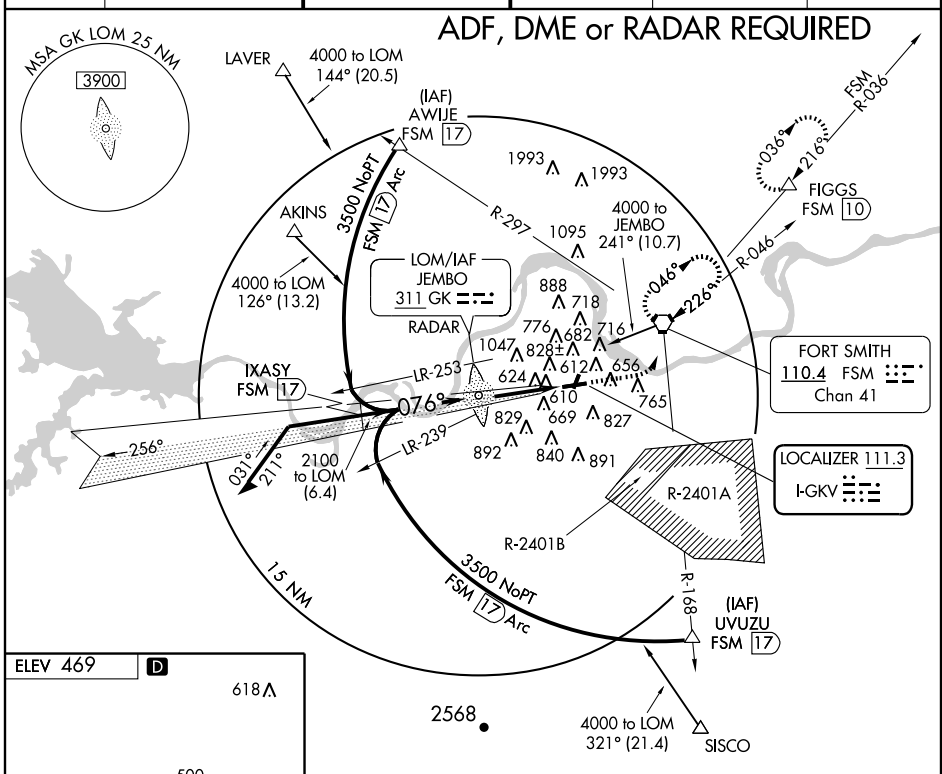 ADF, DME or RADAR REQUIRED
MSA GK LOM 25 NM
3900
LAVER
4000 to LOM
144° (20.5)
(IAF)
AWIJE
FSM 17
3500 NoPT
FSM 17 Arc
AKINS
4000 to LOM
126° (13.2)
R-297
1993
1993
1095
4000 to
JEMBO
241° (10.7)
FSM
R-036
036°
216°
FIGGS
FSM 10
R-046
046°
226°
LOM/IAF
JEMBO
311 GK
RADAR
888
718
776
682
716
1047
828±
612
656
624
610
765
829
669
827
892
840
891
FORT SMITH
110.4 FSM
Chan 41
LOCALIZER 111.3
I-GKV
IXASY
FSM 17
LR-253
076°
LR-239
256°
031°
211°
2100
to LOM
(6.4)
R-2401A
R-2401B
15 NM
3500 NoPT
FSM 17 Arc
R-168
(IAF)
UVUZU
FSM 17
4000 to LOM
321° (21.4)
SISCO
2568
ELEV 469
D
618